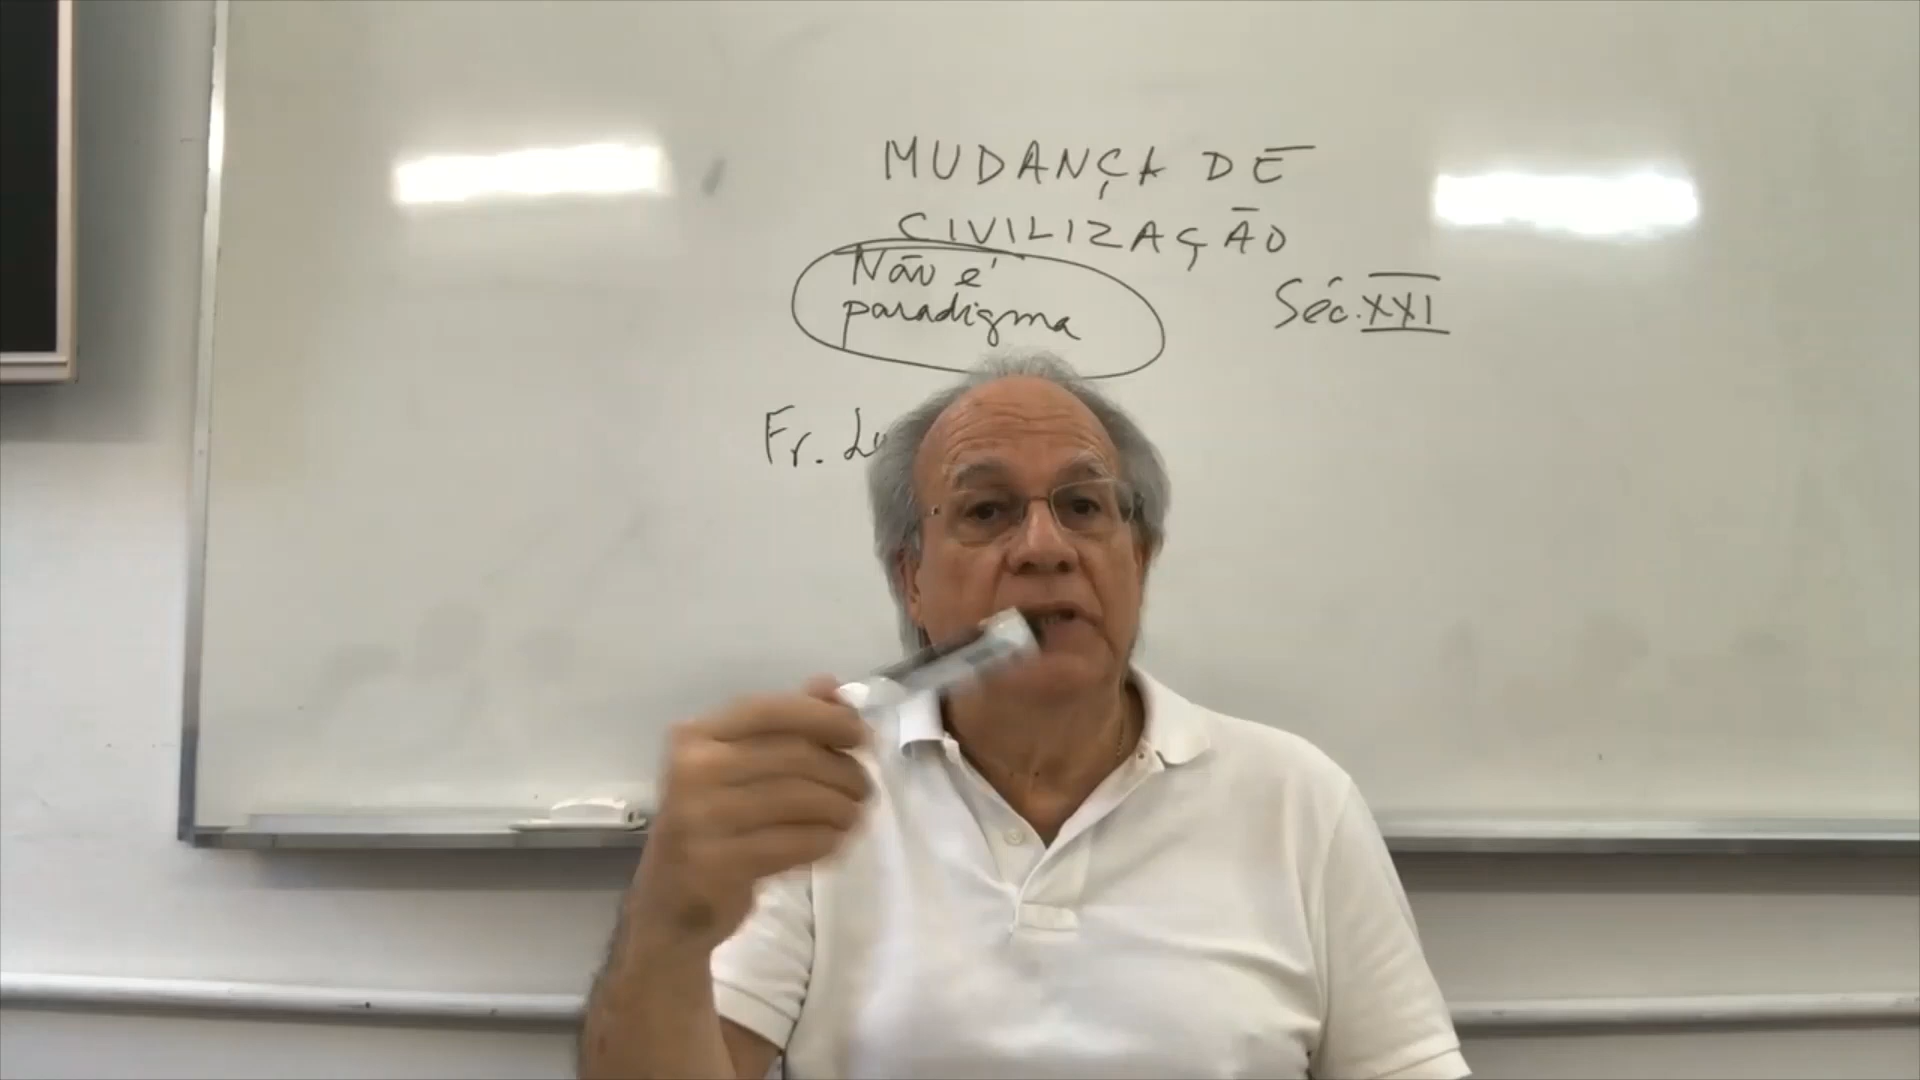 MUDANÇA DE
CIVILIZAÇÃO
Não é
paradigma
Séc. XXI
Fr.